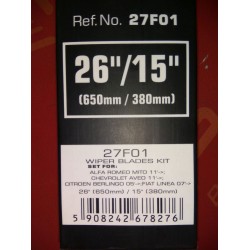 Ref. No. 27F01
26"/15"
(650mm / 380mm)
27F01
WIPER BLADES KIT
SET FOR:
ALFA ROMEO MITO 11->;
CHEVROLET AVEO 11->;
CITROEN BERLINGO 05->;FIAT LINEA 07->
26" (650mm) / 15" (380mm)
5 908242 678276